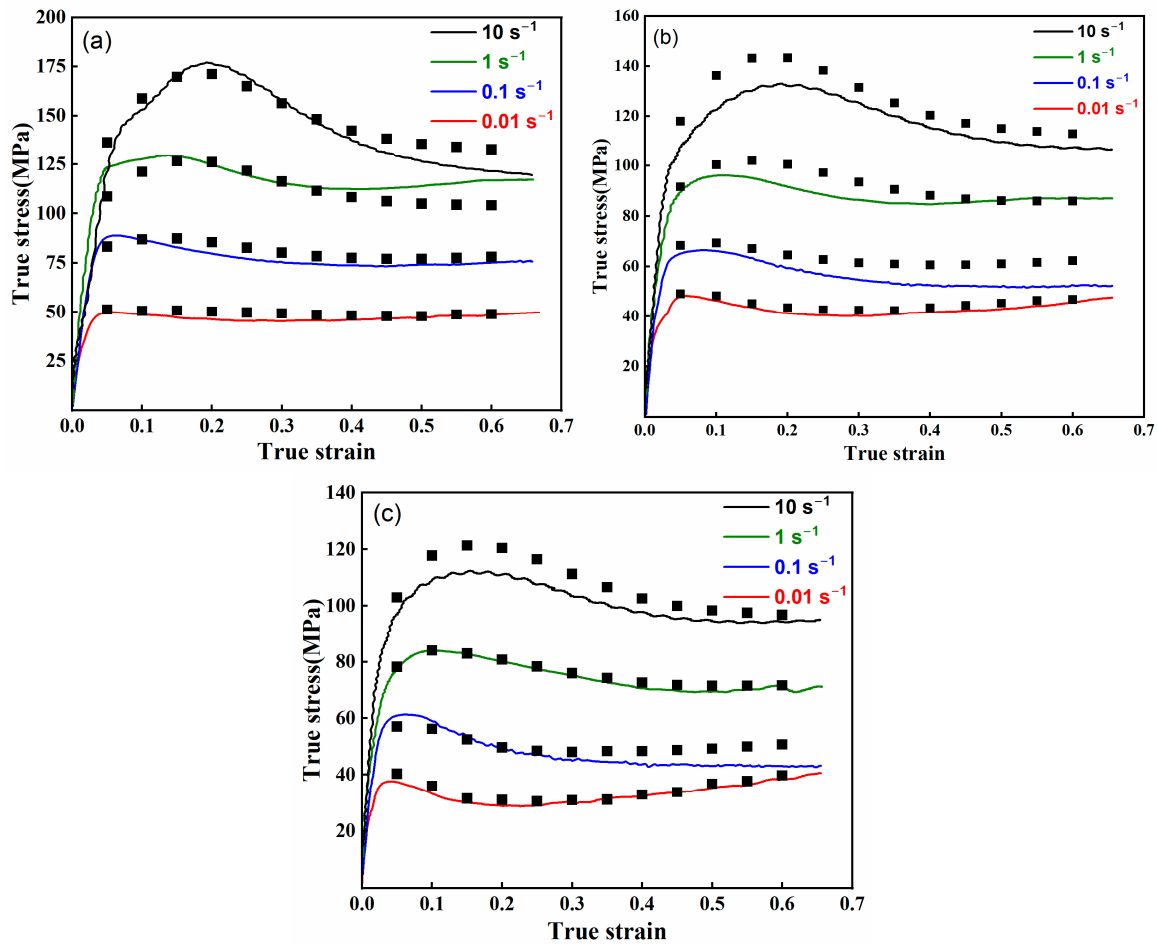 (a)
10 s⁻¹
1 s⁻¹
0.1 s⁻¹
0.01 s⁻¹
200
175
150
125
100
75
50
25
0.0 0.1 0.2 0.3 0.4 0.5 0.6 0.7
True stress(MPa)
True strain
(b)
10 s⁻¹
1 s⁻¹
0.1 s⁻¹
0.01 s⁻¹
160
140
120
100
80
60
40
20
0.0 0.1 0.2 0.3 0.4 0.5 0.6 0.7
True stress(MPa)
True strain
(c)
10 s⁻¹
1 s⁻¹
0.1 s⁻¹
0.01 s⁻¹
140
120
100
80
60
40
20
0.0 0.1 0.2 0.3 0.4 0.5 0.6 0.7
True stress(MPa)
True strain